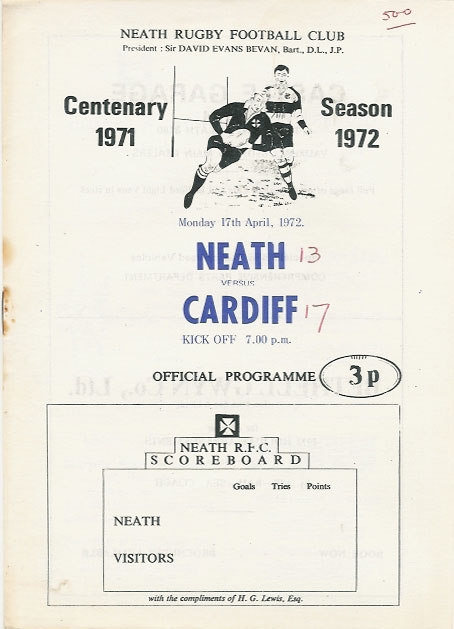 500
NEATH RUGBY FOOTBALL CLUB
President : Sir DAVID EVANS BEVAN, Bart., D.L., J.P.
Centenary Season
1971 1972
Monday 17th April, 1972.
NEATH 13
VERSUS
CARDIFF 17
KICK OFF 7.00 p.m.
OFFICIAL PROGRAMME 3p
NEATH R.F.C.
SCOREBOARD
Goals Tries Points
NEATH
VISITORS
with the compliments of H. G. Lewis, Esq.